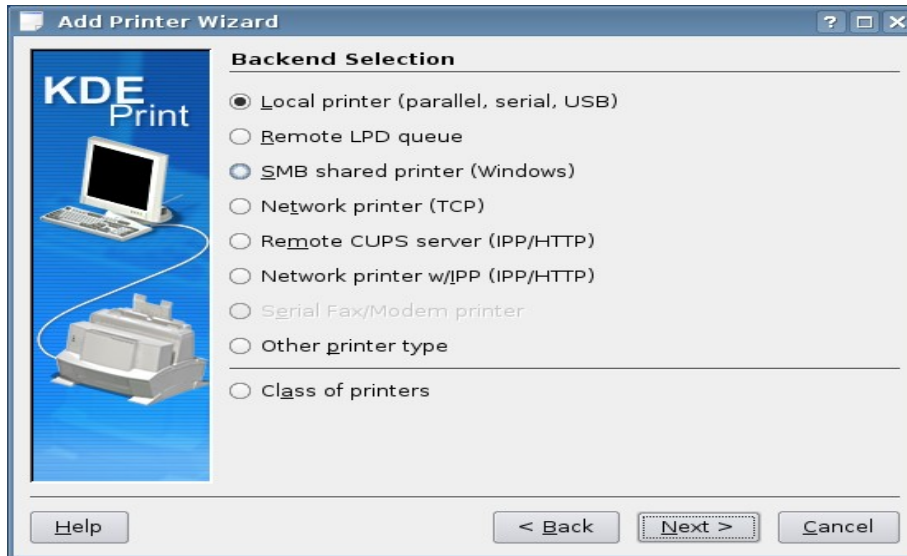 Add Printer Wizard
KDE
Print
Backend Selection
Local printer (parallel, serial, USB)
Remote LPD queue
SMB shared printer (Windows)
Network printer (TCP)
Remote CUPS server (IPP/HTTP)
Network printer w/IPP (IPP/HTTP)
Serial Fax/Modem printer
Other printer type
Class of printers
Help
< Back
Next >
Cancel